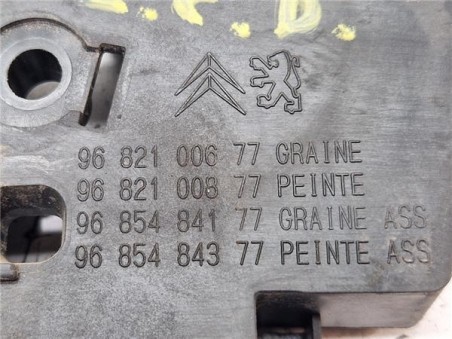 96 821 006 77 GRAINE
96 821 008 77 PEINTE
96 854 841 77 GRAINE ASS
96 854 843 77 PEINTE ASS